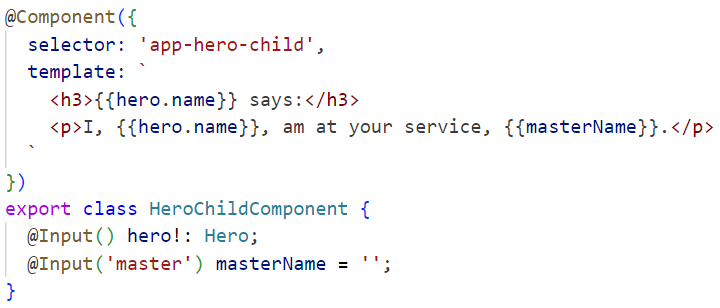 @Component({
  selector: 'app-hero-child',
  template: `
    <h3>{{hero.name}} says:</h3>
    <p>I, {{hero.name}}, am at your service, {{masterName}}.</p>
  `
})
export class HeroChildComponent {
  @Input() hero!: Hero;
  @Input('master') masterName = '';
}